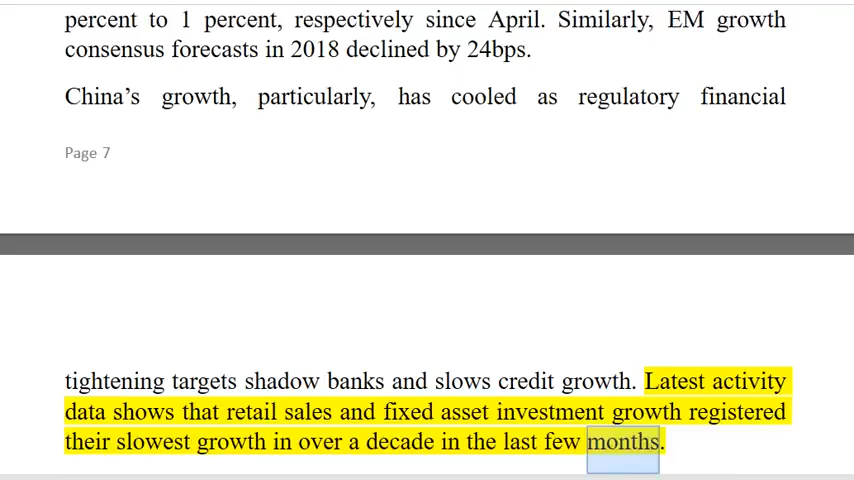 percent to 1 percent, respectively since April. Similarly, EM growth
consensus forecasts in 2018 declined by 24bps.
China’s growth, particularly, has cooled as regulatory financial
Page 7
tightening targets shadow banks and slows credit growth. Latest activity
data shows that retail sales and fixed asset investment growth registered
their slowest growth in over a decade in the last few months.